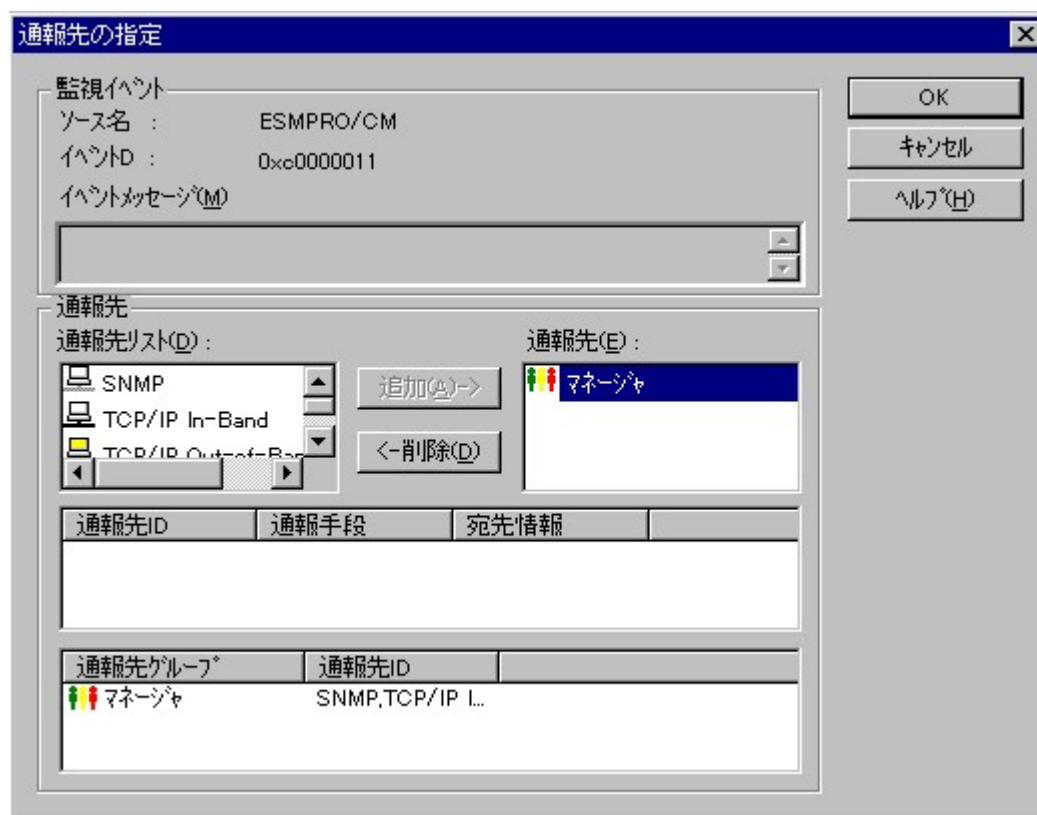 通報先の指定
監視ｲﾍﾞﾝﾄ
ｿｰｽ名 : ESMPRO/CM
ｲﾍﾞﾝﾄID : 0xc0000011
ｲﾍﾞﾝﾄﾒｯｾｰｼﾞ(M)
OK
ｷｬﾝｾﾙ
ﾍﾙﾌﾟ(H)
通報先
通報先ﾘｽﾄ(D) :
SNMP
TCP/IP In-Band
TCP/IP Out-of-Ban
追加(A)->
<-削除(D)
通報先(E) :
ﾏﾈｰｼﾞｬ
通報先ID 通報手段 宛先情報
通報先ｸﾞﾙｰﾌﾟ 通報先ID
ﾏﾈｰｼﾞｬ SNMP,TCP/IP I...